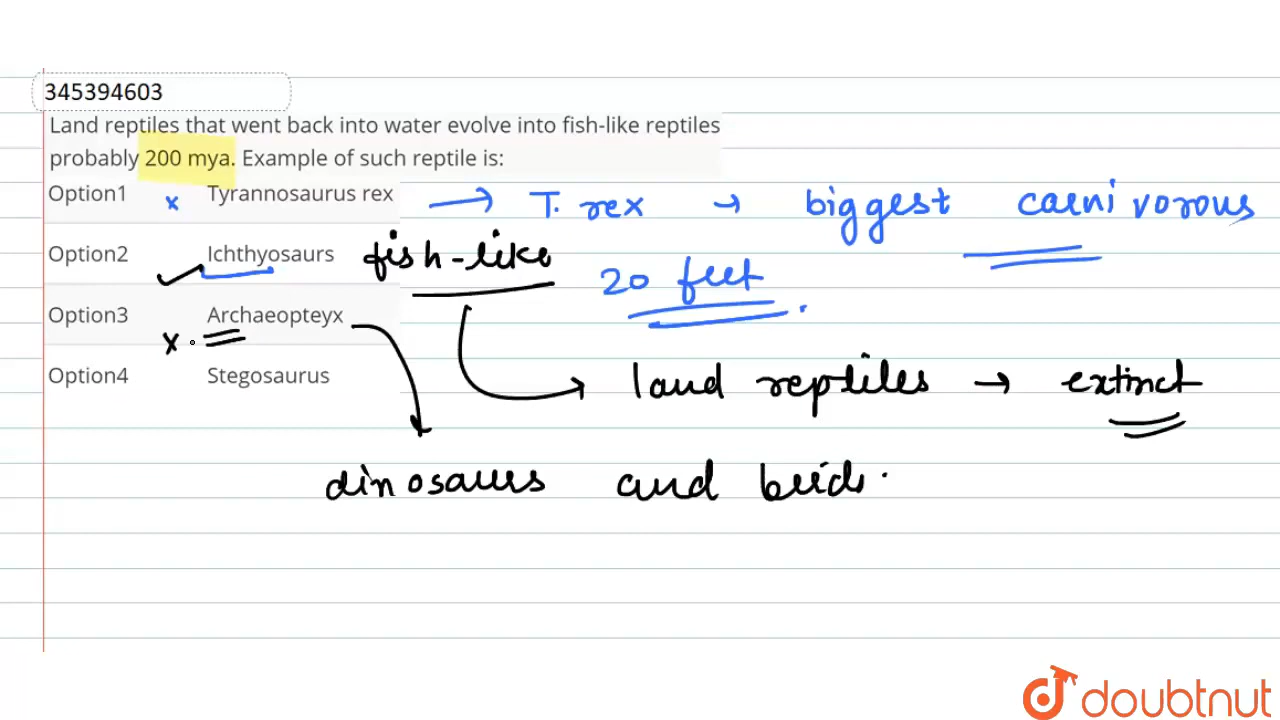 345394603
Land reptiles that went back into water evolve into fish-like reptiles
probably 200 mya. Example of such reptile is:
Option1 x Tyrannosaurus rex → T. rex → biggest carnivorous
Option2 ✓ Ichthyosaurs fish-like 20 feet.
Option3 x. Archaeopteyx
land reptiles → extinct
Option4 Stegosaurus
dinosaurs and birds.
doubtnut